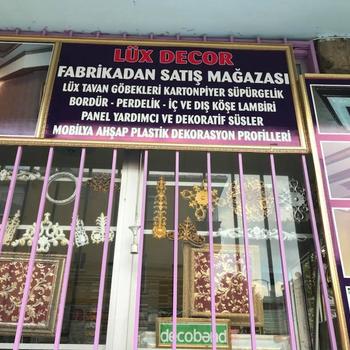 LÜX DECOR
FABRİKADAN SATIŞ MAĞAZASI
LÜX TAVAN GÖBEKLERİ KARTONPİYER SÜPÜRGELİK
BORDÜR - PERDELİK - İÇ VE DIŞ KÖŞE LAMBİRİ
PANEL YARDIMCI VE DEKORATİF SÜSLER
MOBİLYA AHŞAP PLASTİK DEKORASYON PROFİLLERİ
decobənd